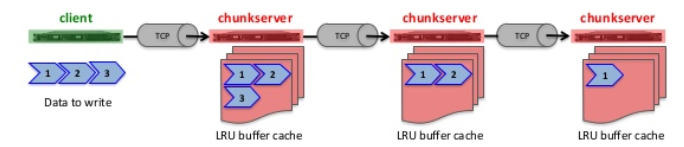 client
chunkserver
chunkserver
chunkserver
TCP
TCP
TCP
1 2 3
1 2
3
1 2
1
Data to write
LRU buffer cache
LRU buffer cache
LRU buffer cache